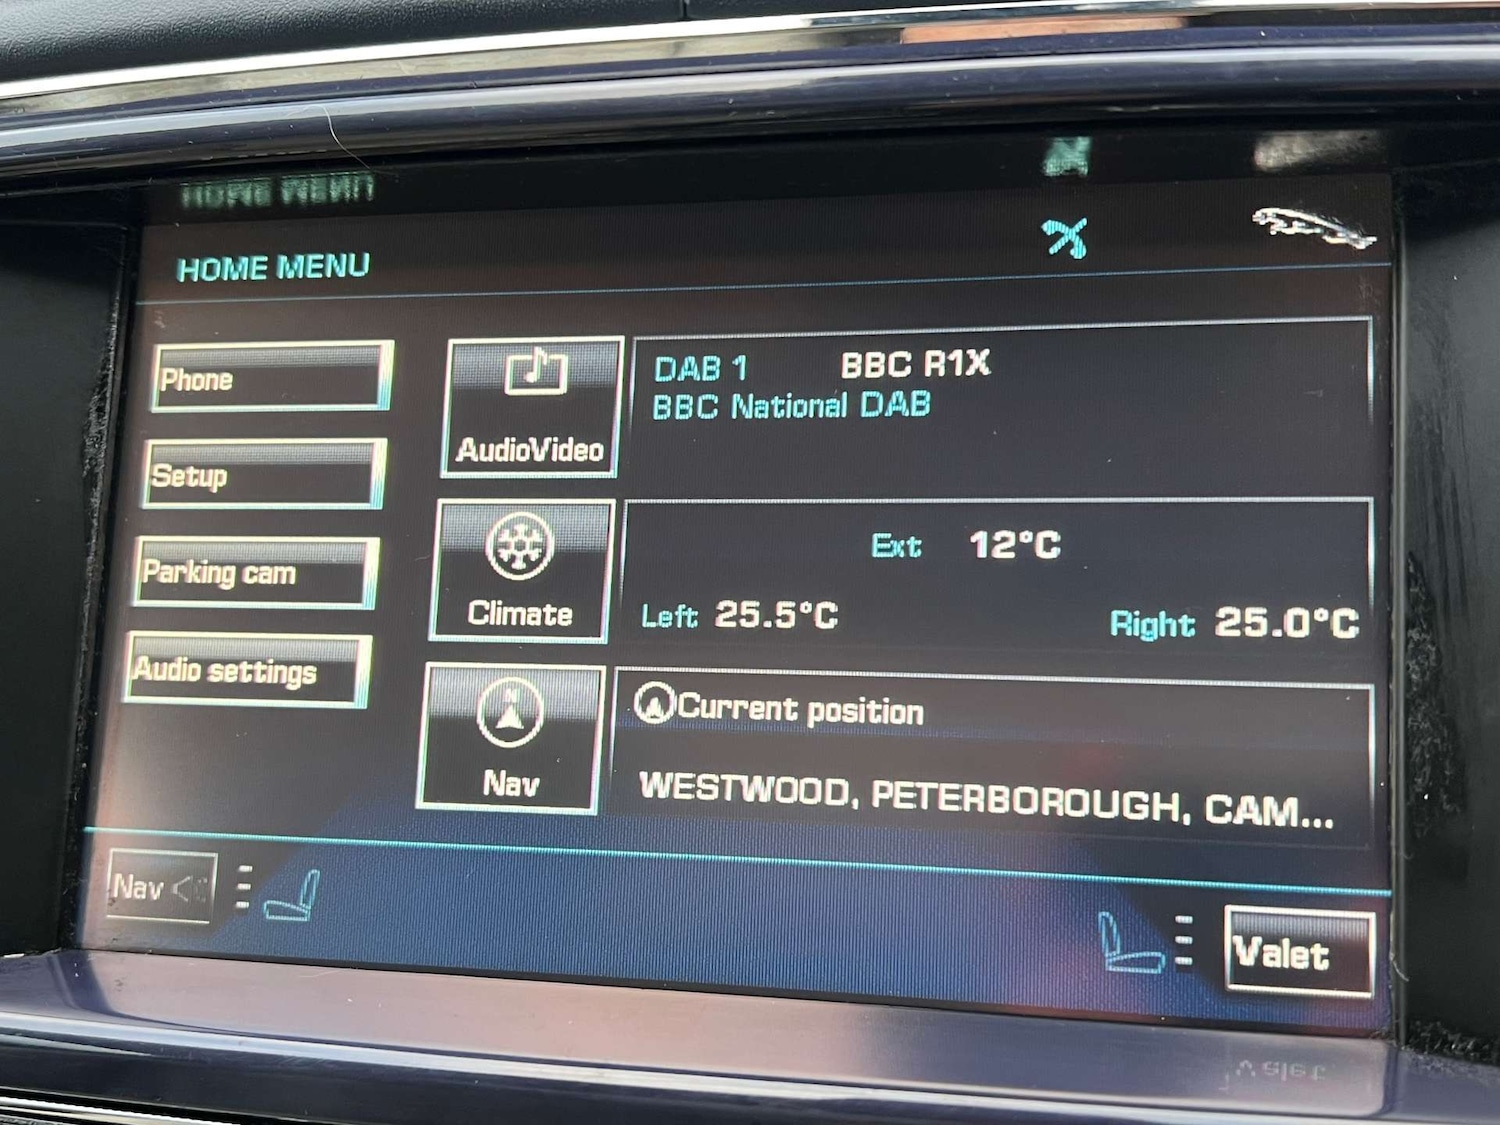 HOME MENU
Phone
Setup
Parking cam
Audio settings
AudioVideo
DAB 1 BBC R1X
BBC National DAB
Climate
Ext 12°C
Left 25.5°C Right 25.0°C
N
Nav
Current position
WESTWOOD, PETERBOROUGH, CAM...
Nav
Valet